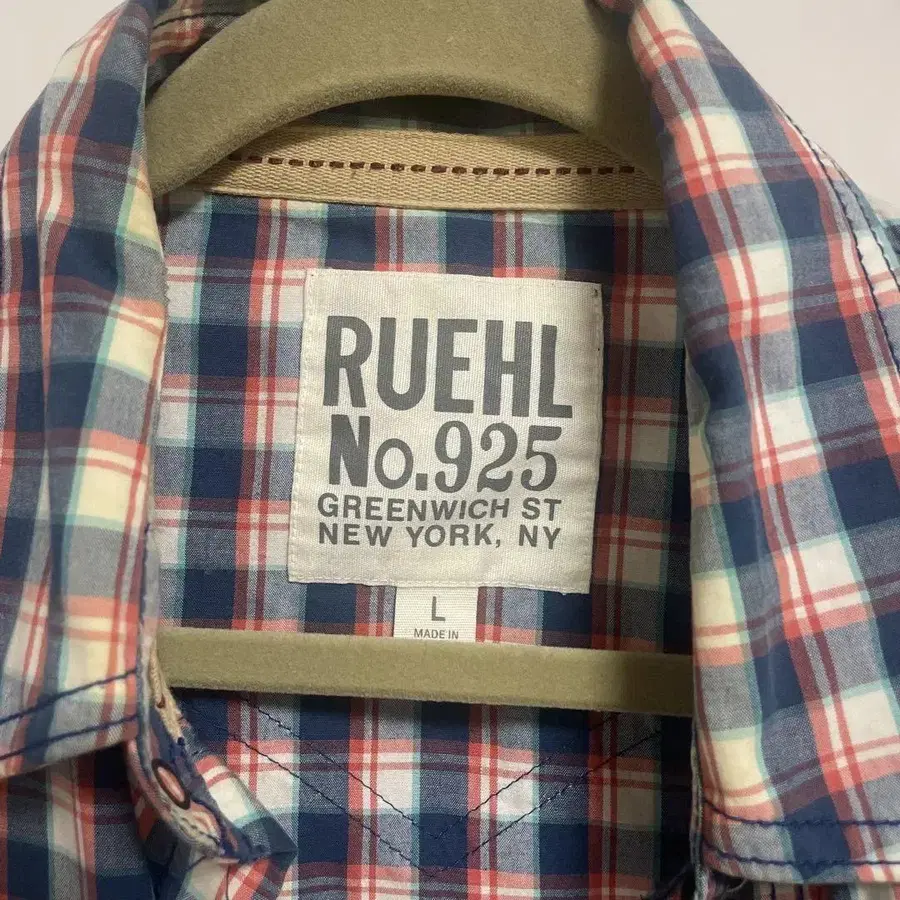 RUEHL
No.925
GREENWICH ST
NEW YORK, NY
L
MADE IN